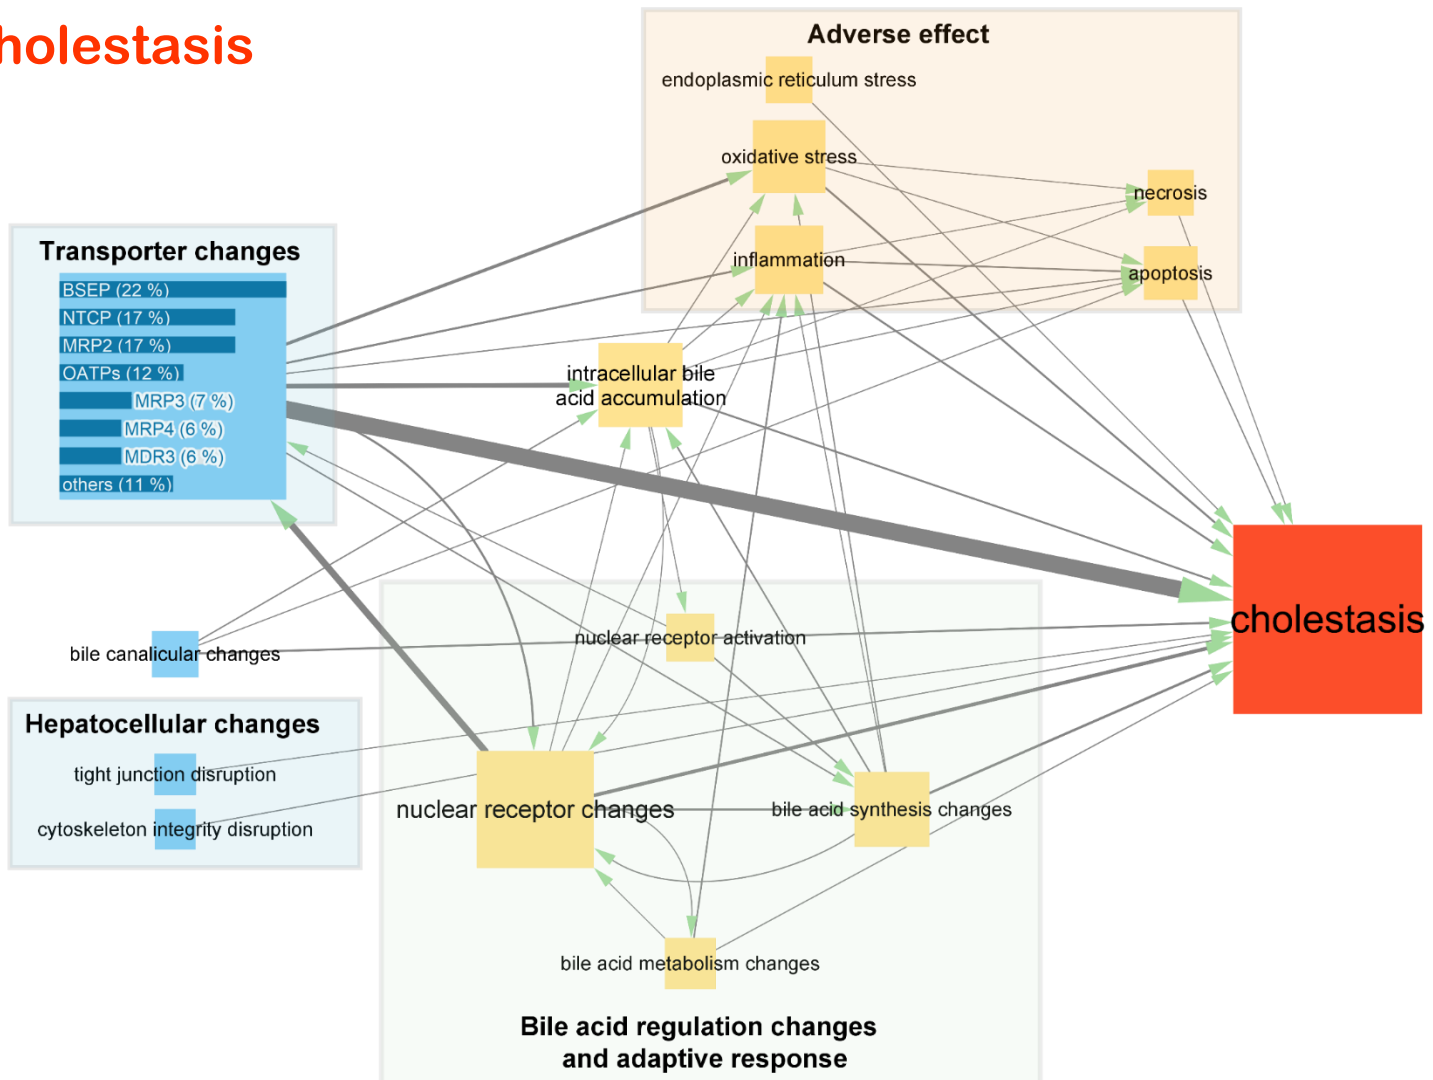 holestasis
Adverse effect
endoplasmic reticulum stress
oxidative stress
necrosis
inflammation
apoptosis
Transporter changes
BSEP (22 %)
NTCP (17 %)
MRP2 (17 %)
OATPs (12 %)
MRP3 (7 %)
MRP4 (6 %)
MDR3 (6 %)
others (11 %)
intracellular bile
acid accumulation
cholestasis
nuclear receptor activation
bile canalicular changes
Hepatocellular changes
tight junction disruption
cytoskeleton integrity disruption
nuclear receptor changes
bile acid synthesis changes
bile acid metabolism changes
Bile acid regulation changes
and adaptive response